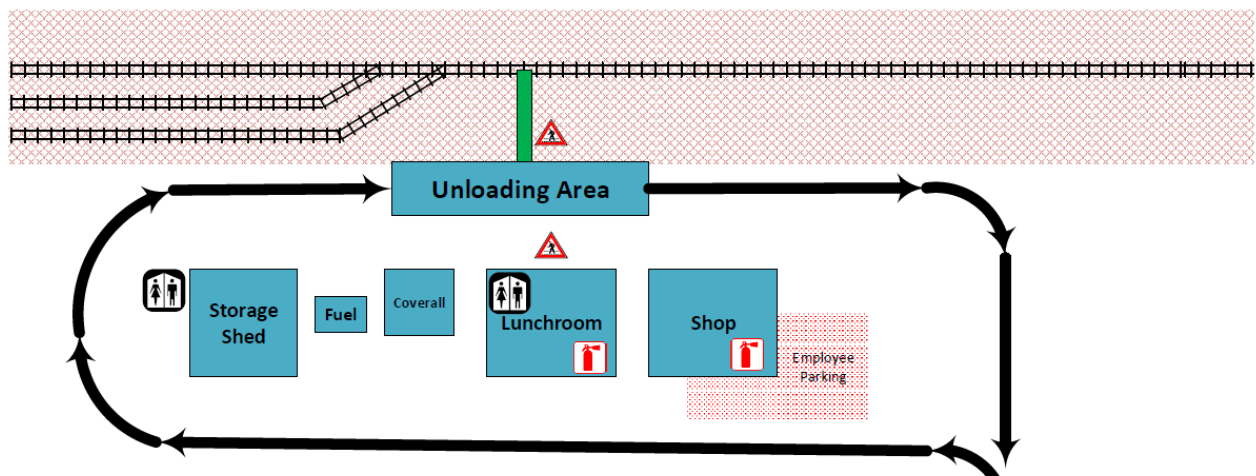 Unloading Area
Storage
Shed
Fuel
Coverall
Lunchroom
Shop
Employee
Parking